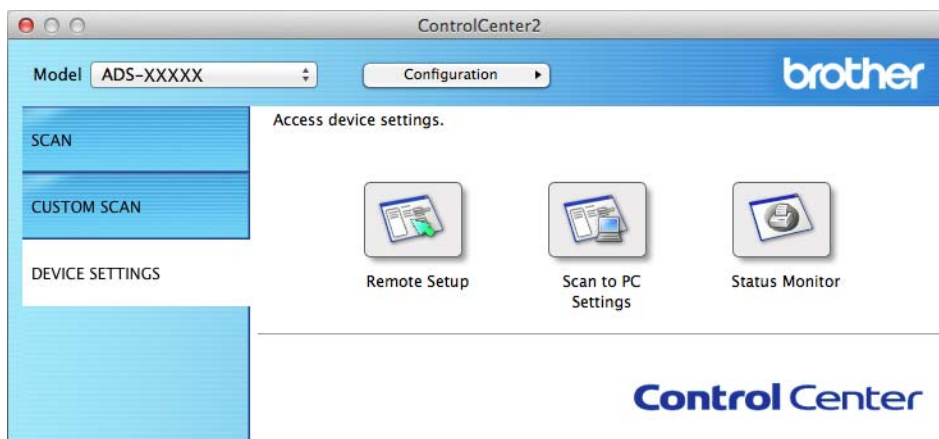 ControlCenter2
Model ADS-XXXXX Configuration brother
SCAN
CUSTOM SCAN
DEVICE SETTINGS
Access device settings.
Remote Setup
Scan to PC
Settings
Status Monitor
Control Center